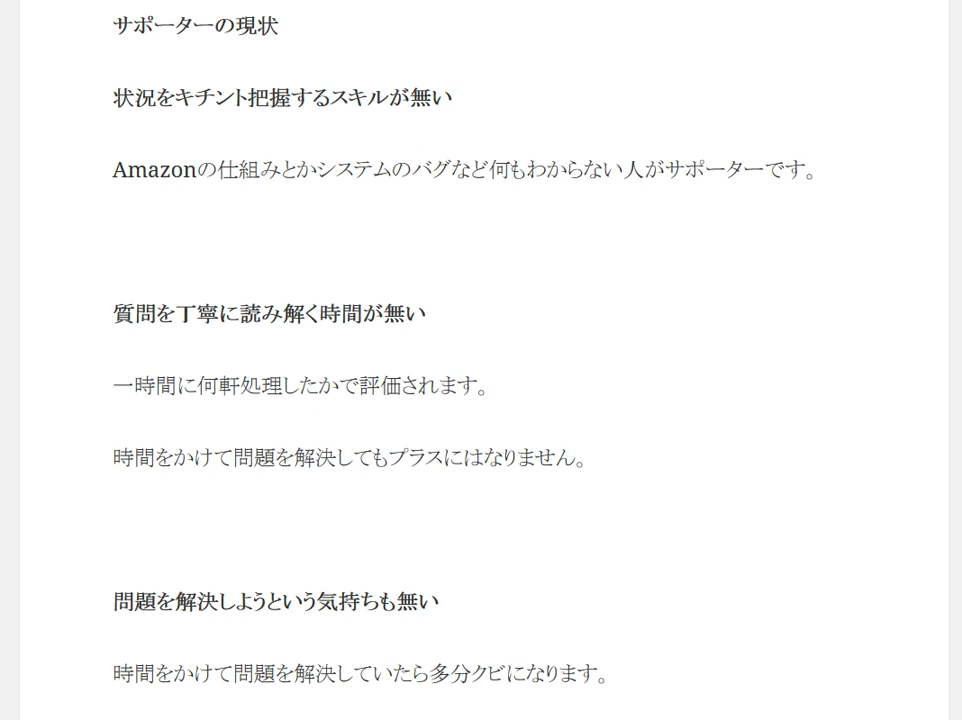 サポーターの現状
状況をキチント把握するスキルが無い
Amazonの仕組みとかシステムのバグなど何もわからない人がサポーターです。
質問を丁寧に読み解く時間が無い
一時間に何軒処理したかで評価されます。
時間をかけて問題を解決してもプラスにはなりません。
問題を解決しようという気持ちも無い
時間をかけて問題を解決していたら多分クビになります。